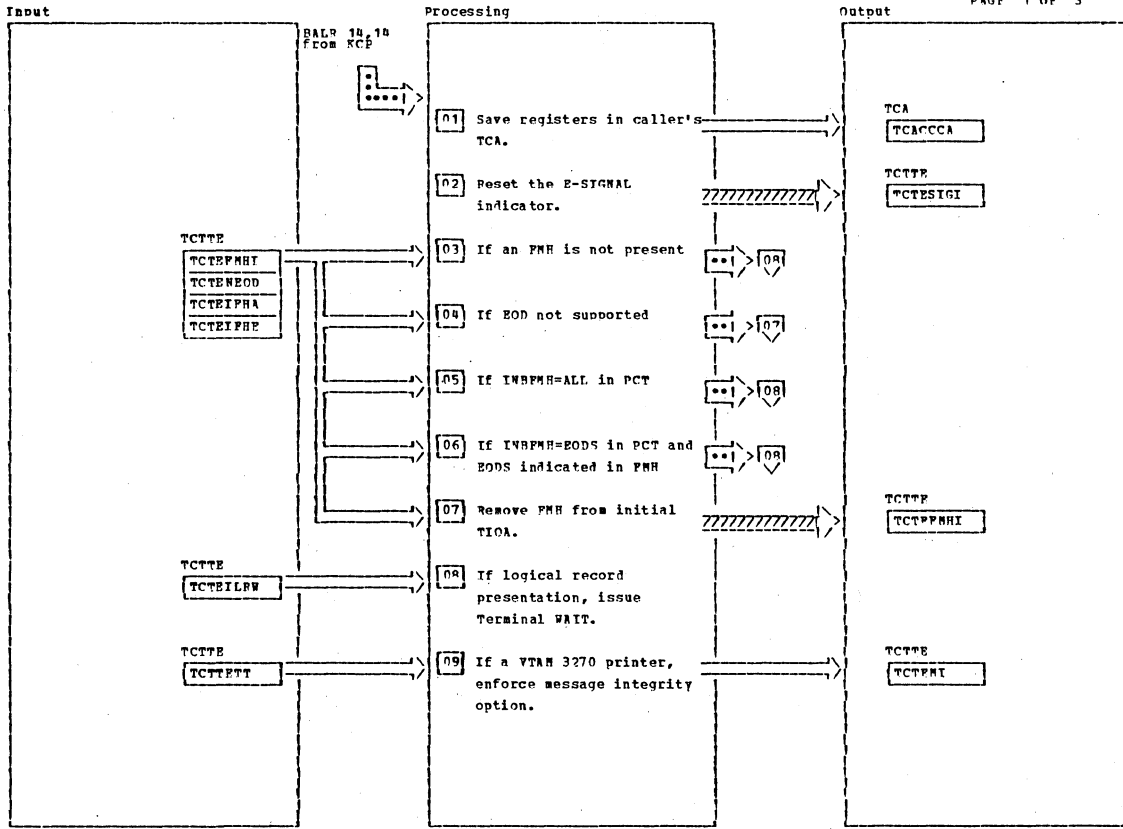 PAGE 1 OF 3
Input
Processing
Output
BALR 14,14
from KCP
01 Save registers in caller's
TCA.
TCA
TCACCCA
02 Reset the E-SIGNAL
indicator.
TCTTE
TCTESIGI
TCTTE
TCTEFMHI
TCTENEOD
TCTEIPHA
TCTEIPHE
03 If an FMH is not present
08
04 If EOD not supported
07
05 If INBFMH=ALL in PCT
08
06 If INBFMH=EODS in PCT and
EODS indicated in FMH
08
07 Remove FMH from initial
TIOA.
TCTTE
TCTEFMHI
TCTTE
TCTEILRW
08 If logical record
presentation, issue
Terminal WAIT.
TCTTE
TCTTETT
09 If a VTAM 3270 printer,
enforce message integrity
option.
TCTTE
TCTEMI